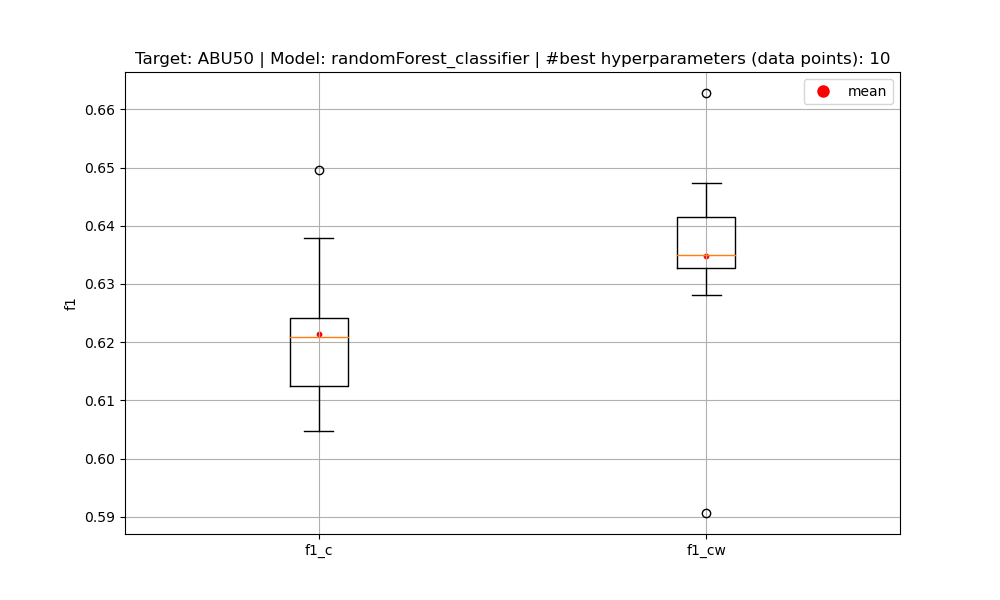 Target: ABU50 | Model: randomForest_classifier | #best hyperparameters (data points): 10
mean
0.66
0.65
0.64
0.63
0.62
0.61
0.60
0.59
f1
f1_c
f1_cw